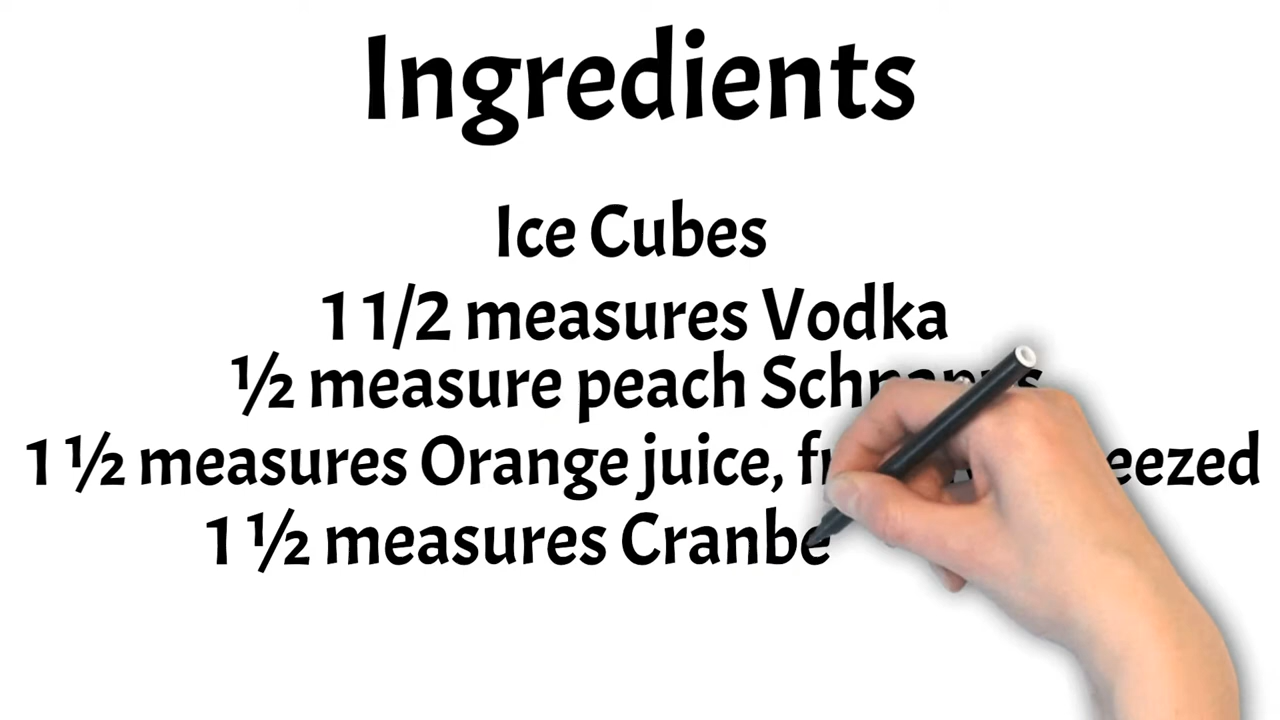 Ingredients
Ice Cubes
1 1/2 measures Vodka
½ measure peach
1 ½ measures Orange juice,
1 ½ measures Cranbe